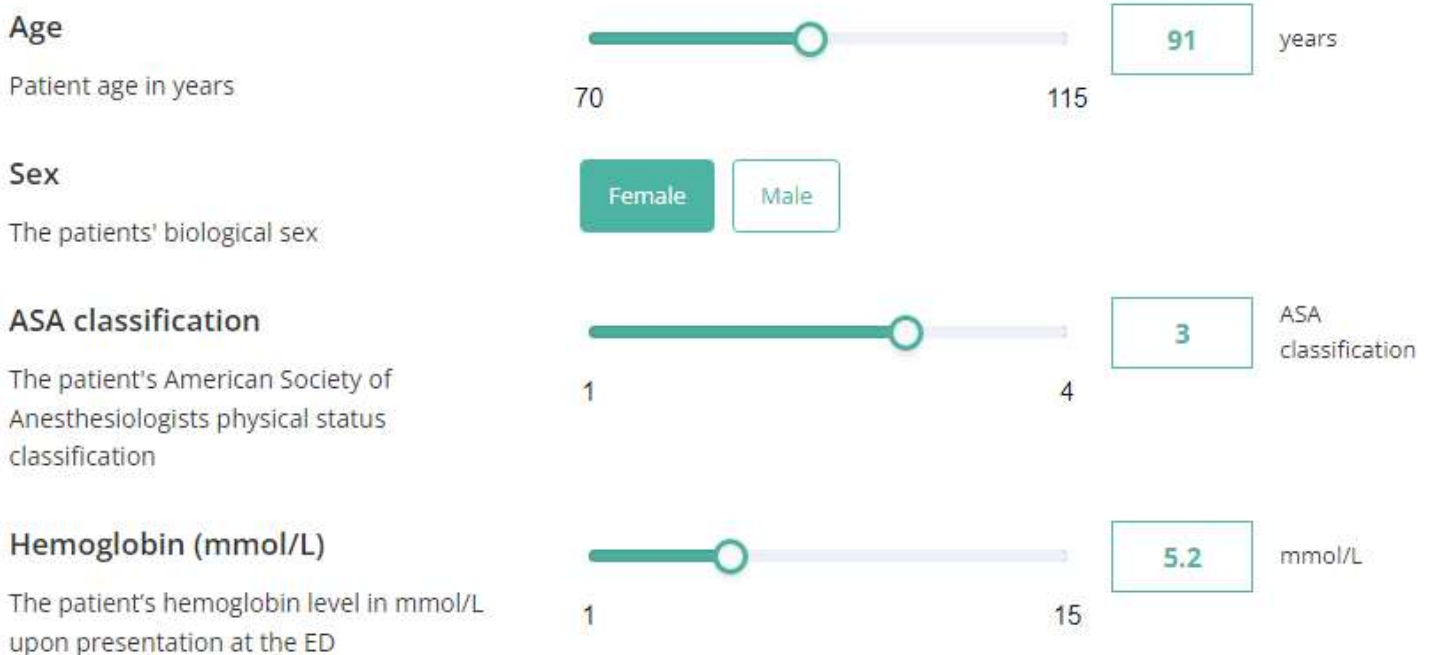 Age
91 years
Patient age in years
70 115
Sex
Female Male
The patients' biological sex
ASA classification
3 ASA
classification
The patient's American Society of
Anesthesiologists physical status
classification
1 4
Hemoglobin (mmol/L)
5.2 mmol/L
The patient's hemoglobin level in mmol/L
upon presentation at the ED
1 15